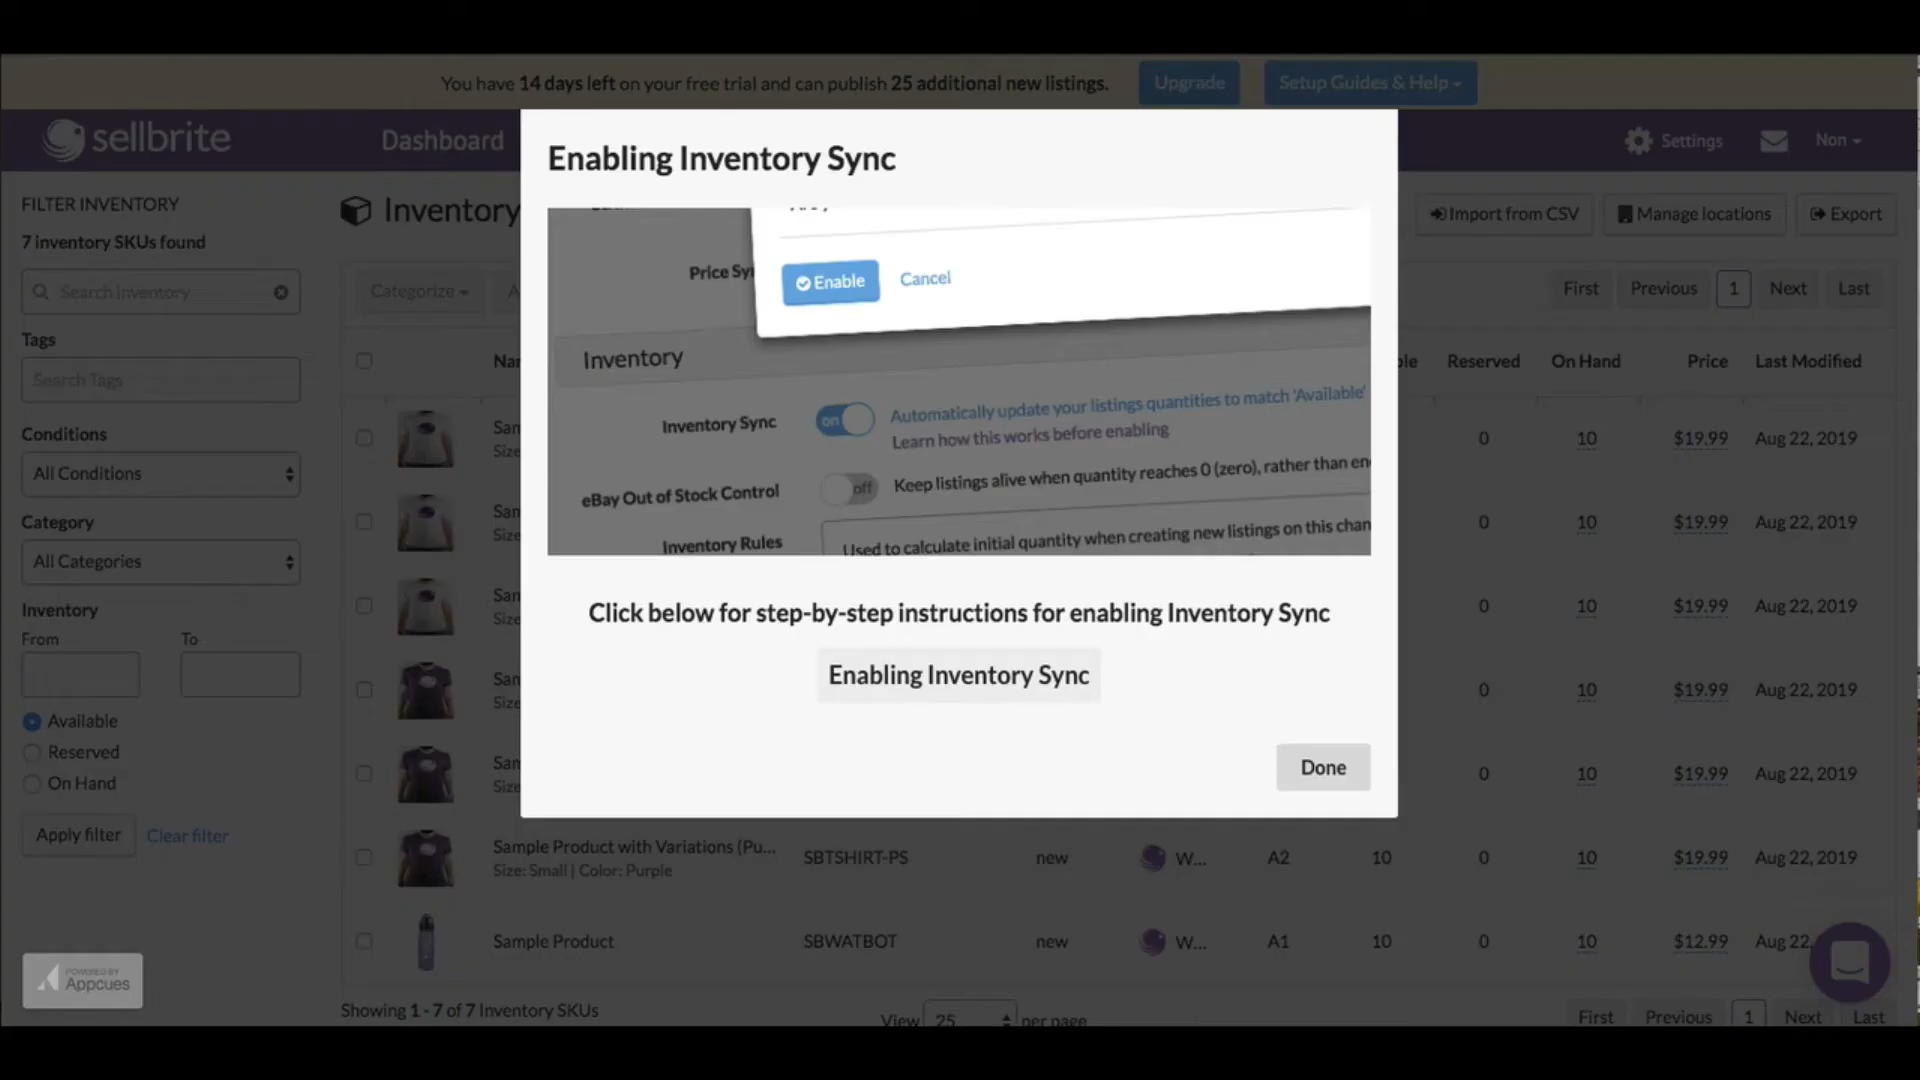 You have 14 days left on your free trial and can publish 25 additional new listings.
Upgrade
Setup Guides & Help
sellbrite
Dashboard
Settings
Non
FILTER INVENTORY
7 inventory SKUs found
Search inventory
Tags
Search Tags
Conditions
All Conditions
Category
All Categories
Inventory
From To
Available
Reserved
On Hand
Apply filter Clear filter
POWERED BY
Appcues
Inventory
Import from CSV
Manage locations
Export
Categorize
First Previous 1 Next Last
Reserved On Hand Price Last Modified
Enabling Inventory Sync
Enable
Cancel
Inventory
Inventory Sync
on
Automatically update your listings quantities to match 'Available'
Learn how this works before enabling
eBay Out of Stock Control
off
Keep listings alive when quantity reaches 0 (zero), rather than
Inventory Rules
Used to calculate initial quantity when creating new listings on this
Click below for step-by-step instructions for enabling Inventory Sync
Enabling Inventory Sync
Done
0 10 $19.99 Aug 22, 2019
0 10 $19.99 Aug 22, 2019
0 10 $19.99 Aug 22, 2019
0 10 $19.99 Aug 22, 2019
0 10 $19.99 Aug 22, 2019
Sample Product with Variations (Pu... SBTSHIRT-PS new W... A2 10 0 10 $19.99 Aug 22, 2019
Size: Small | Color: Purple
Sample Product SBWATBOT new W... A1 10 0 10 $12.99 Aug 22,
Showing 1 - 7 of 7 Inventory SKUs
View 25 per page
First Previous 1 Next Last